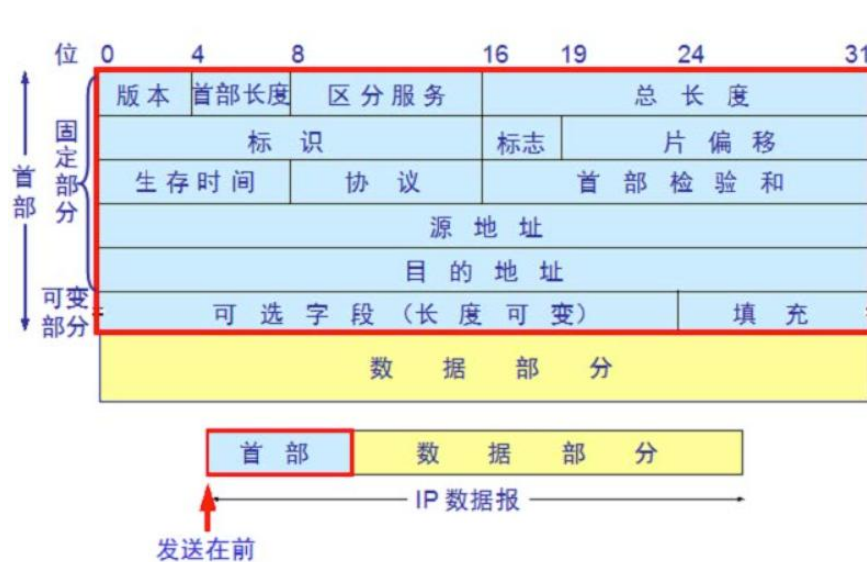 位 0 4 8 16 19 24 31
版本 首部长度 区分服务 总长度
标识 标志 片偏移
生存时间 协议 首部检验和
源地址
目的地址
可选字段（长度可变） 填充
固定部分
首部
可变部分
数据部分
首部 数据部分
IP数据报
发送在前